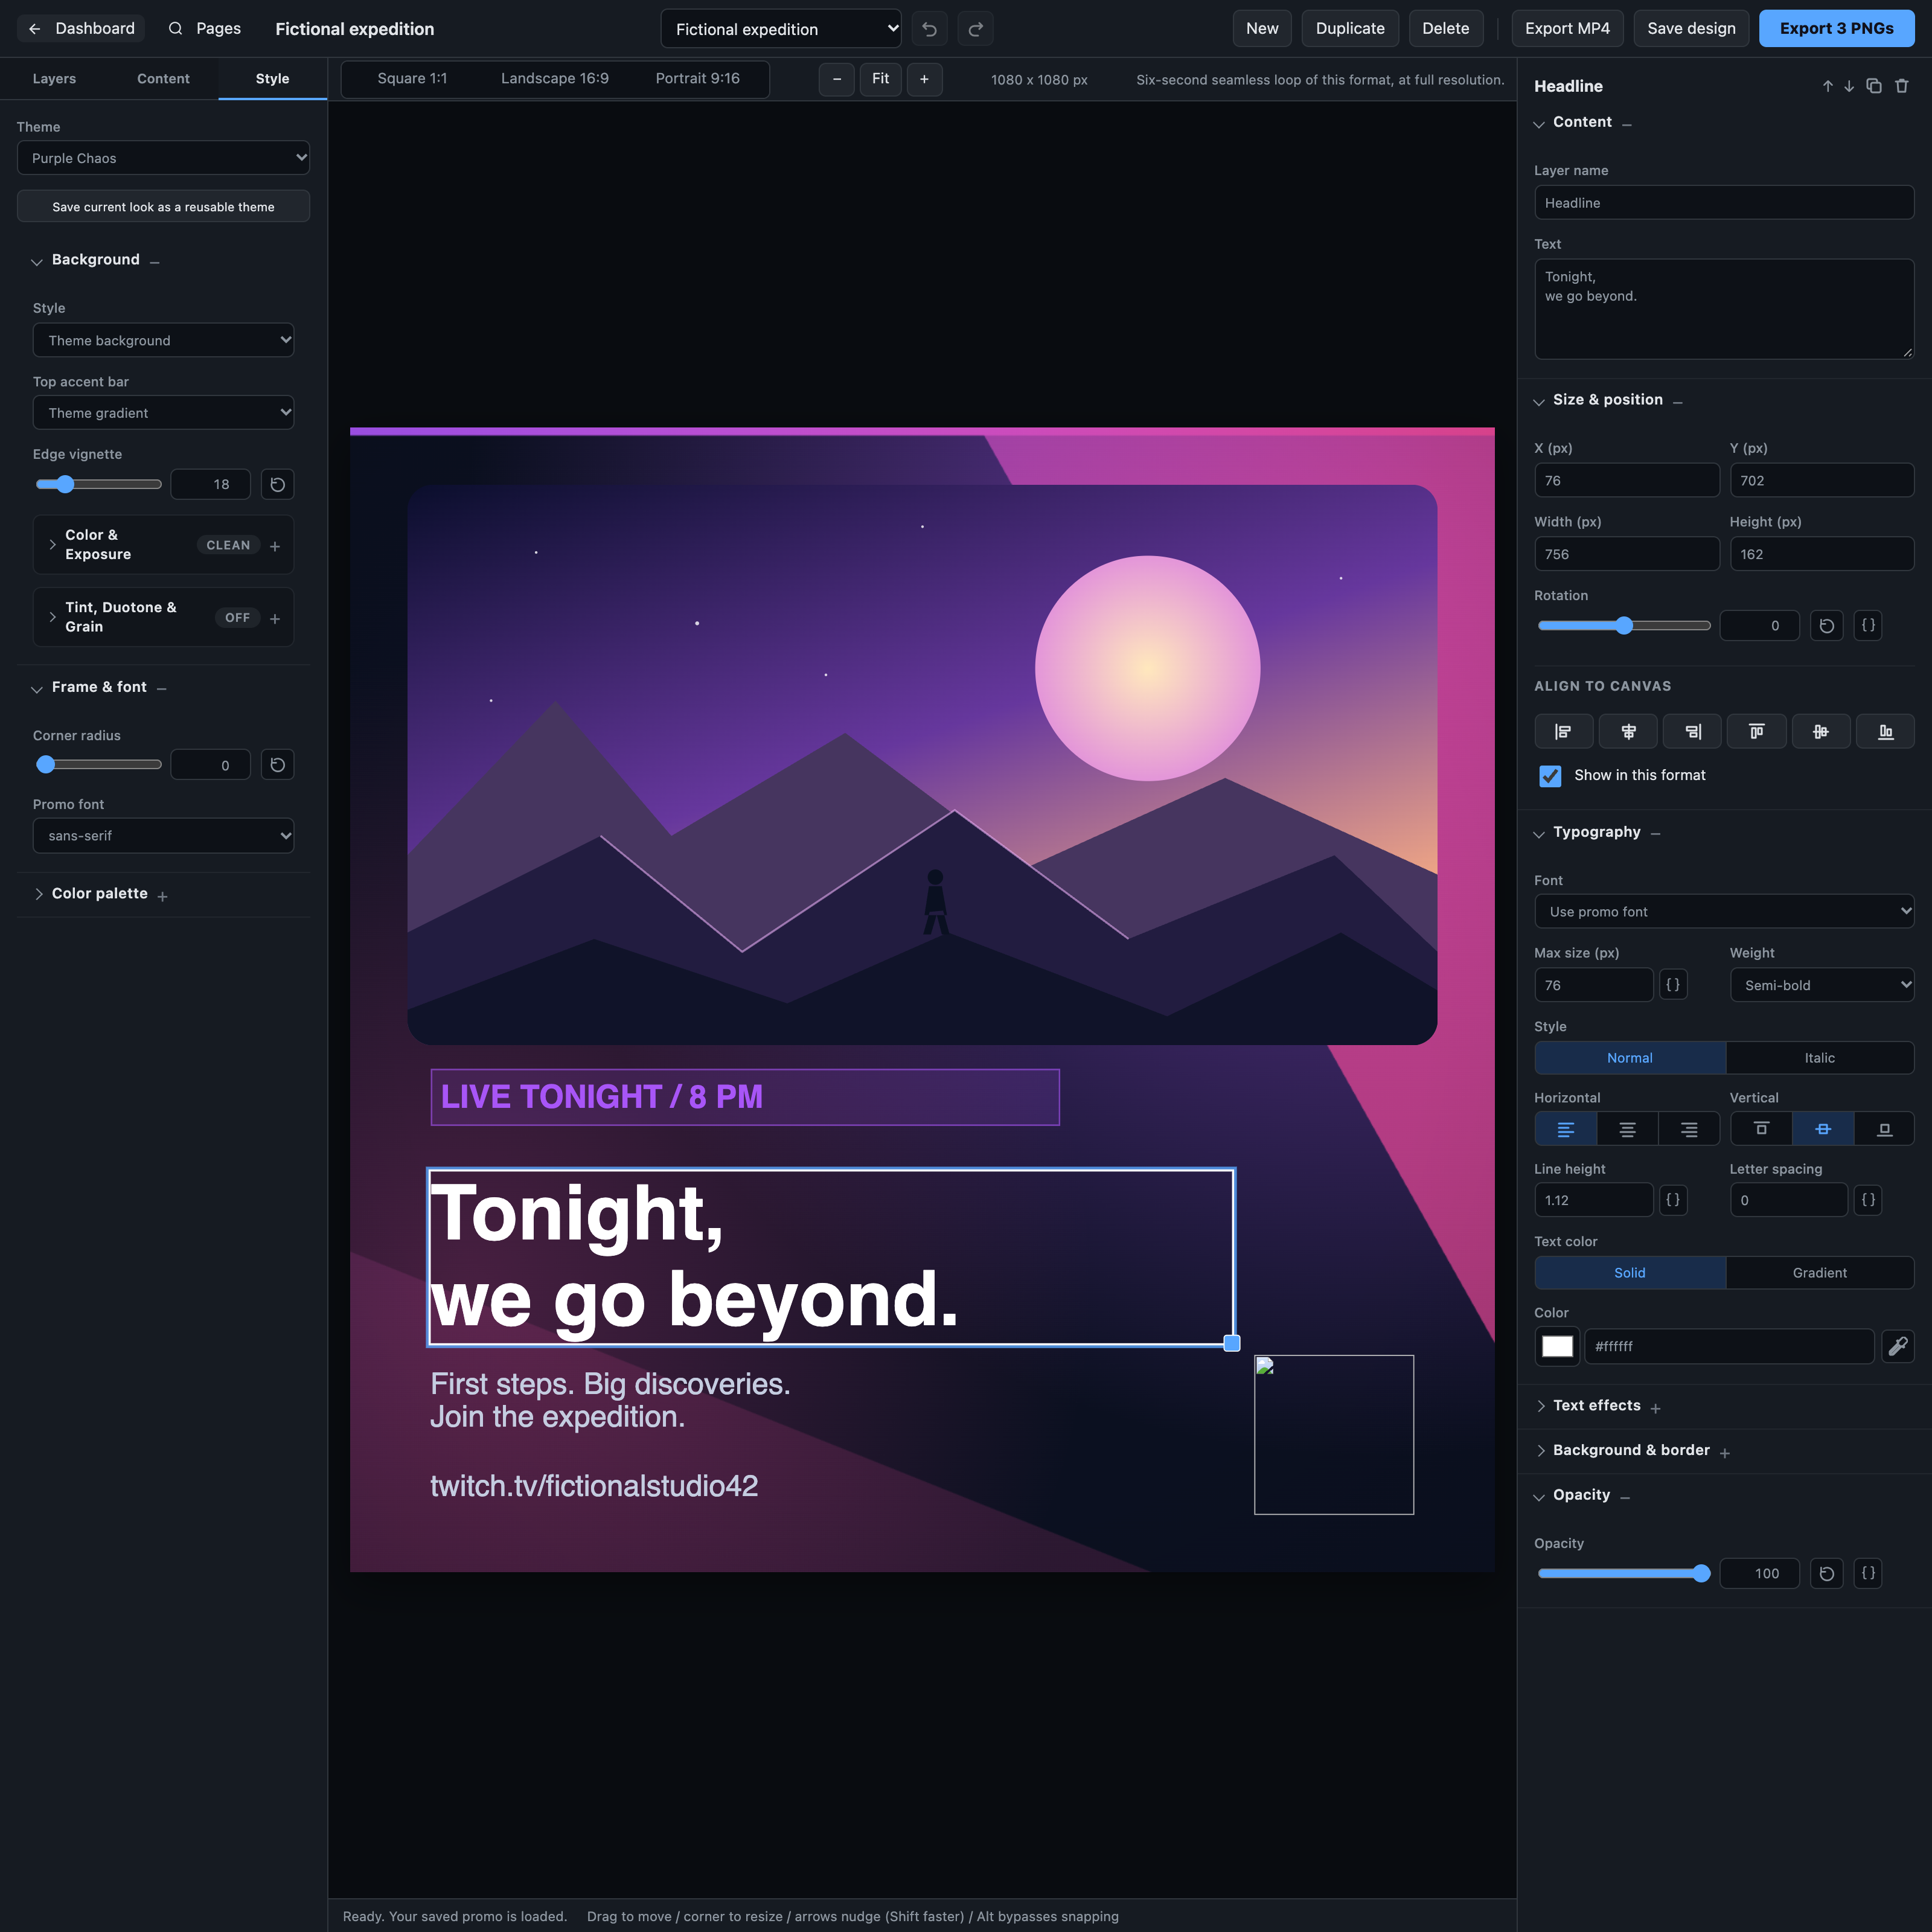 Dashboard
Pages
Fictional expedition
Fictional expedition
New
Duplicate
Delete
Export MP4
Save design
Export 3 PNGs
Layers
Content
Style
Square 1:1
Landscape 16:9
Portrait 9:16
−
Fit
+
1080 x 1080 px
Six-second seamless loop of this format, at full resolution.
Theme
Purple Chaos
Save current look as a reusable theme
Background
Style
Theme background
Top accent bar
Theme gradient
Edge vignette
18
Color &
Exposure
CLEAN
Tint, Duotone &
Grain
OFF
Frame & font
Corner radius
0
Promo font
sans-serif
Color palette
LIVE TONIGHT / 8 PM
Tonight,
we go beyond.
First steps. Big discoveries.
Join the expedition.
twitch.tv/fictionalstudio42
Ready. Your saved promo is loaded.
Drag to move / corner to resize / arrows nudge (Shift faster) / Alt bypasses snapping
Headline
Content
Layer name
Headline
Text
Tonight,
we go beyond.
Size & position
X (px)
Y (px)
76
702
Width (px)
Height (px)
756
162
Rotation
0
{ }
ALIGN TO CANVAS
Show in this format
Typography
Font
Use promo font
Max size (px)
Weight
76
{ }
Semi-bold
Style
Normal
Italic
Horizontal
Vertical
Line height
Letter spacing
1.12
{ }
0
{ }
Text color
Solid
Gradient
Color
#ffffff
Text effects
Background & border
Opacity
Opacity
100
{ }